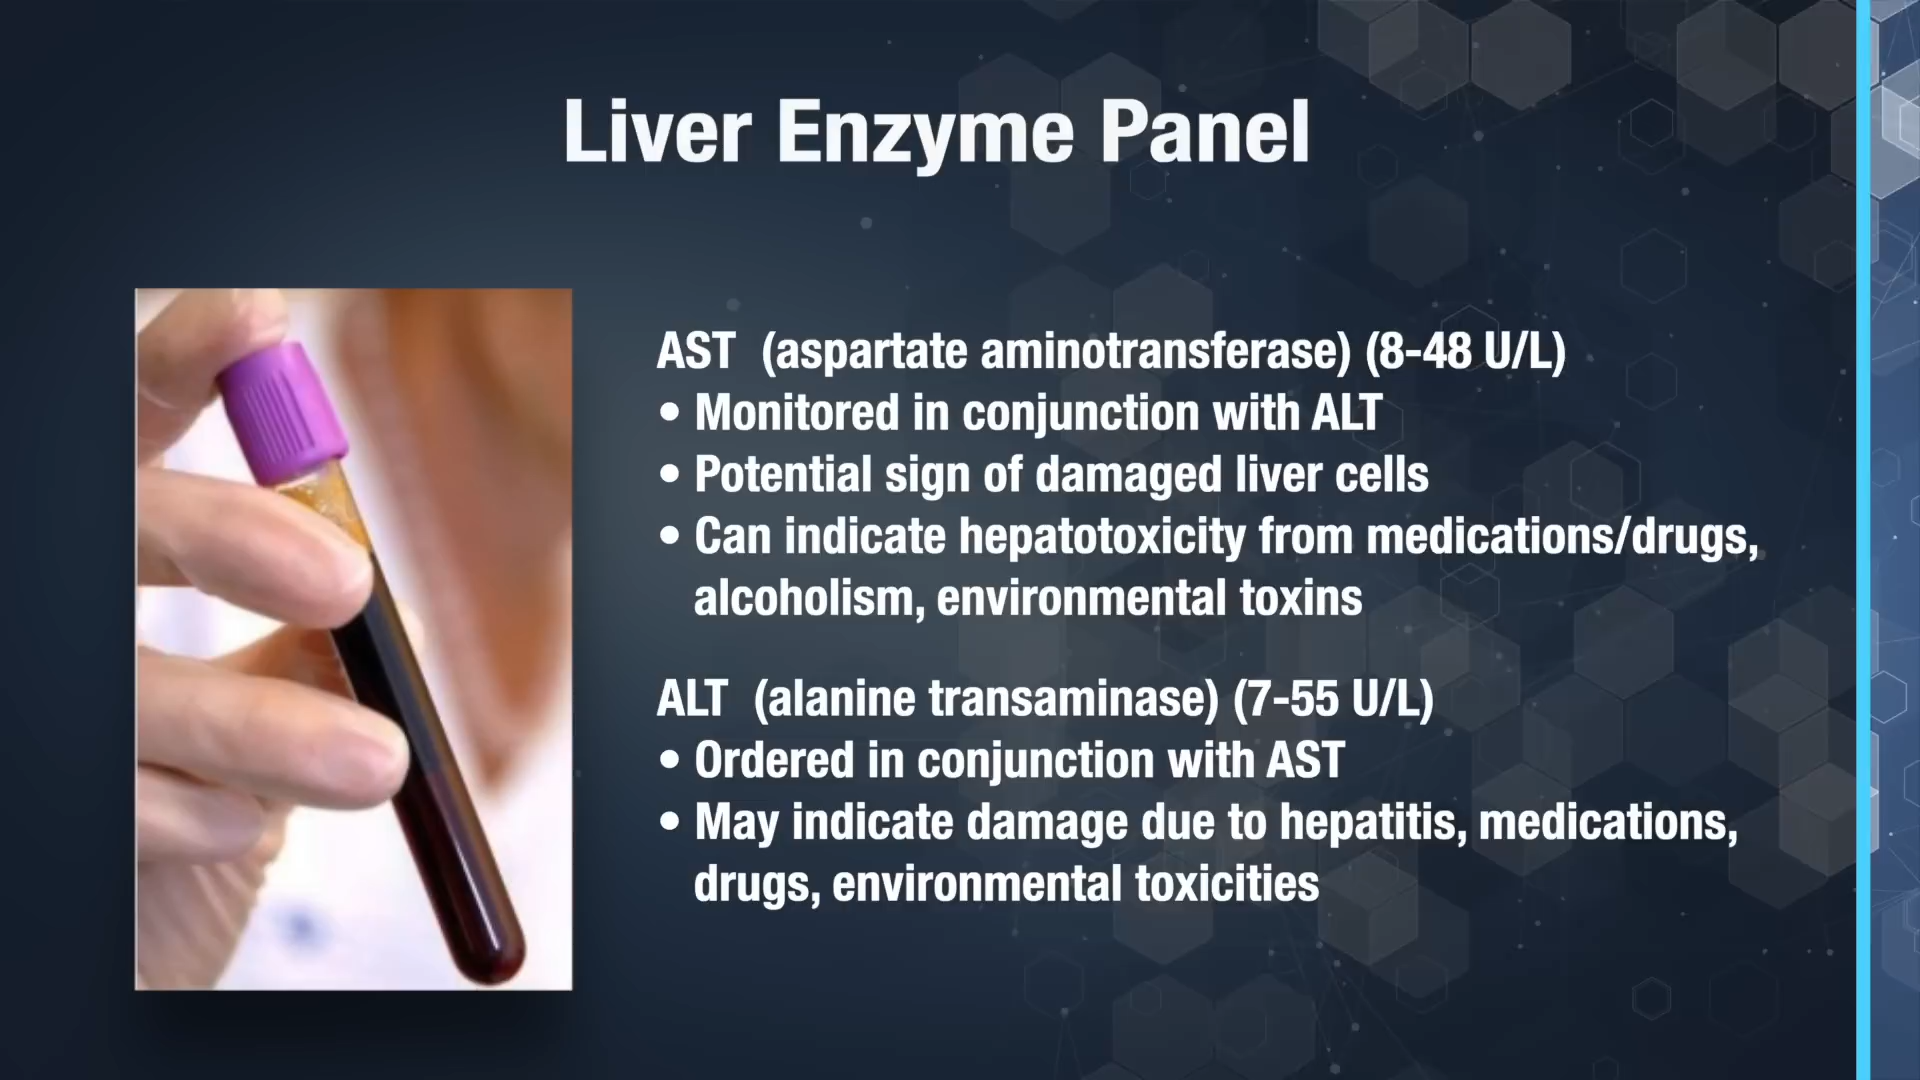 Liver Enzyme Panel
AST (aspartate aminotransferase) (8-48 U/L)
• Monitored in conjunction with ALT
• Potential sign of damaged liver cells
• Can indicate hepatotoxicity from medications/drugs,
alcoholism, environmental toxins
ALT (alanine transaminase) (7-55 U/L)
• Ordered in conjunction with AST
• May indicate damage due to hepatitis, medications,
drugs, environmental toxicities